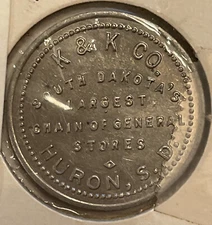 K & K CO.
SOUTH DAKOTA'S
LARGEST
CHAIN OF GENERAL
STORES
HURON, S.D.